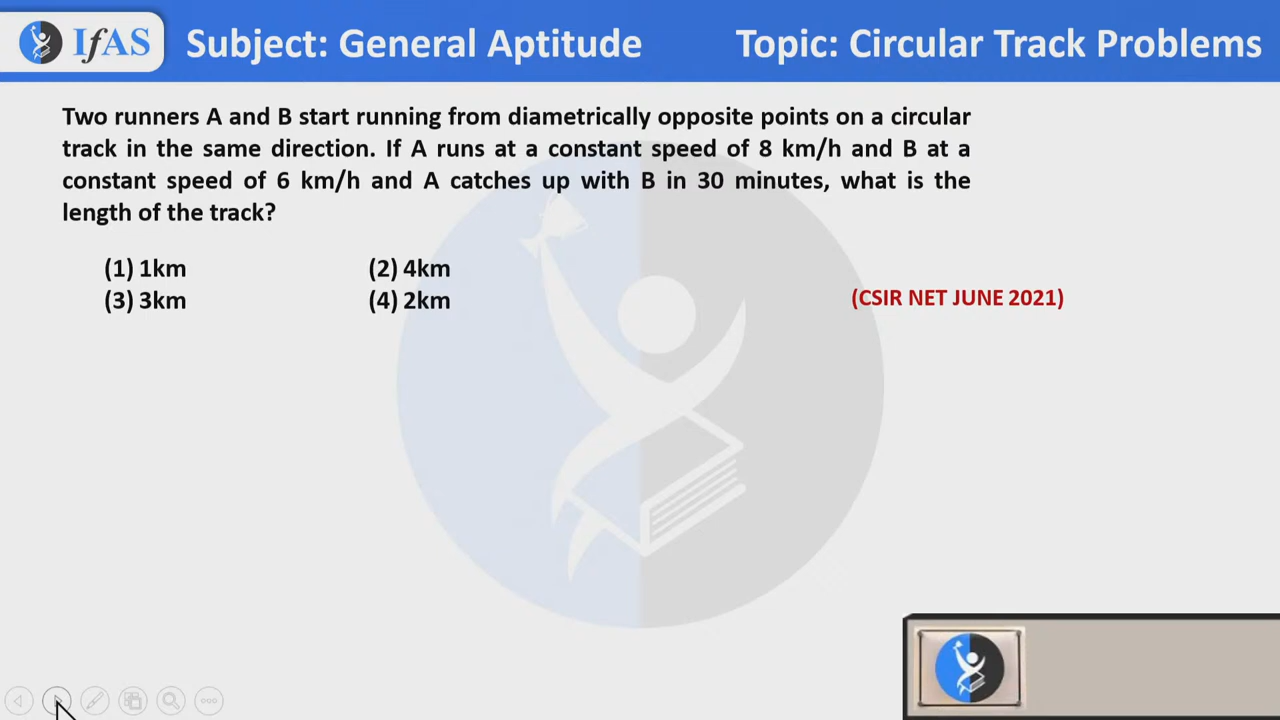 IfAS
Subject: General Aptitude
Topic: Circular Track Problems
Two runners A and B start running from diametrically opposite points on a circular
track in the same direction. If A runs at a constant speed of 8 km/h and B at a
constant speed of 6 km/h and A catches up with B in 30 minutes, what is the
length of the track?
(1) 1km
(2) 4km
(3) 3km
(4) 2km
(CSIR NET JUNE 2021)